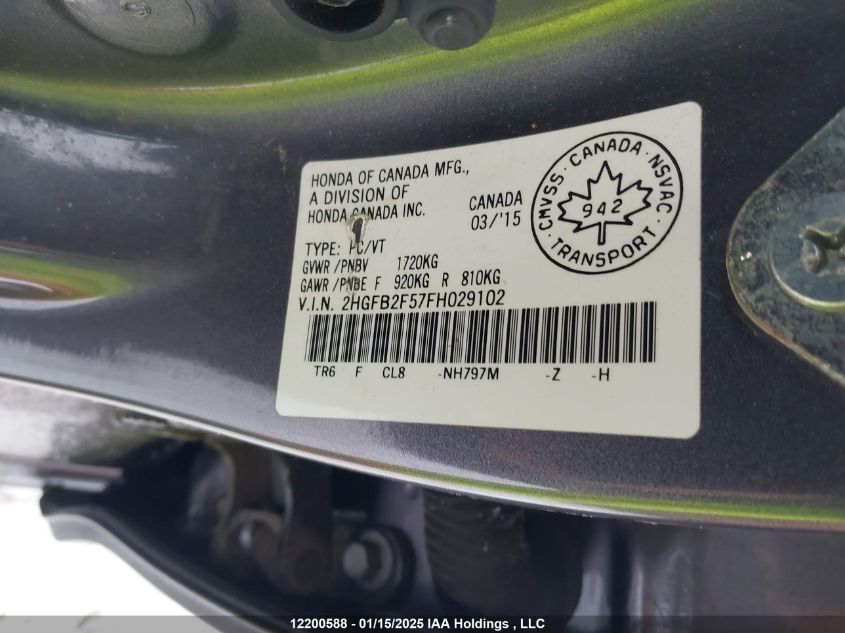 HONDA OF CANADA MFG.,
A DIVISION OF
HONDA CANADA INC.
CANADA
03/'15
TYPE: PC/VT
GVWR/PNBV 1720KG
GAWR/PNBE F 920KG R 810KG
V.I.N. 2HGFB2F57FH029102
TR6 F CL8 -NH797M -Z -H
CMVSS · CANADA · NSVAC ·
942
TRANSPORT
12200588 - 01/15/2025 IAA Holdings , LLC